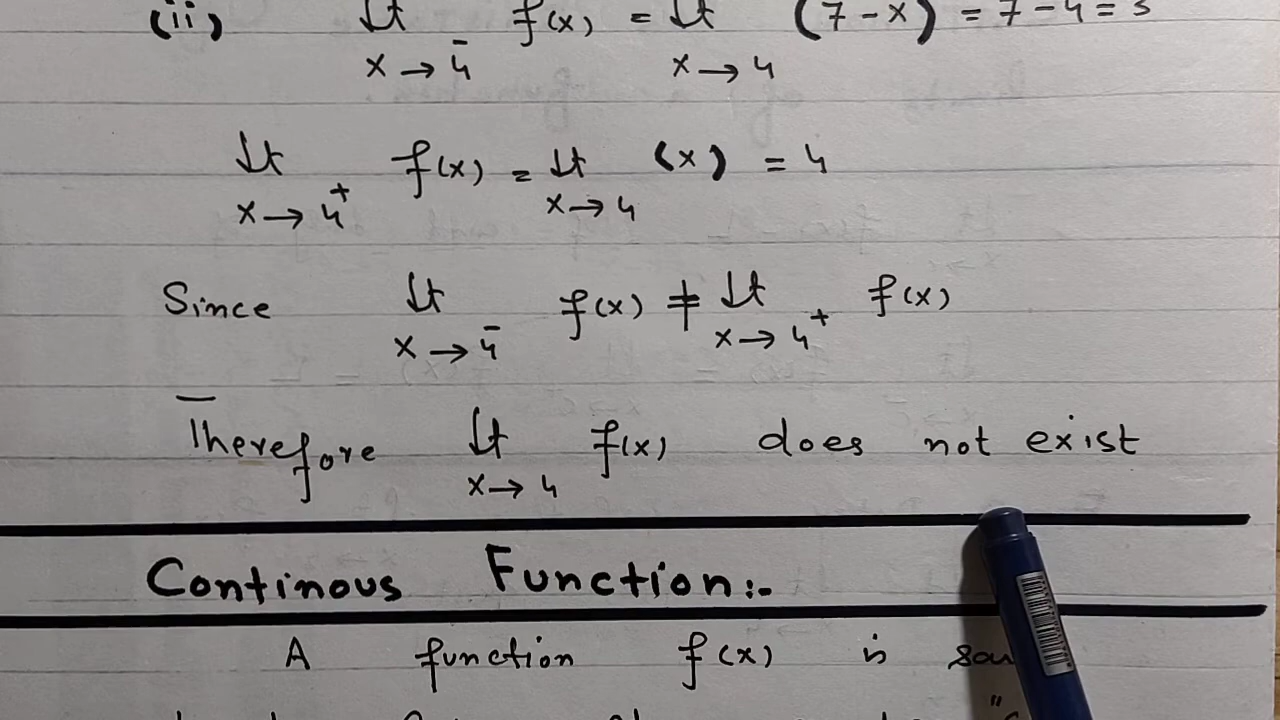 (ii) Lt f(x) = Lt (7-x) = 7-4=3
x→4̄ x→4
Lt f(x) = Lt (x) = 4
x→4⁺ x→4
Since Lt f(x) ≠ Lt f(x)
x→4̄ x→4⁺
Therefore Lt f(x) does not exist
x→4
Continous Function:-
A function f(x) is